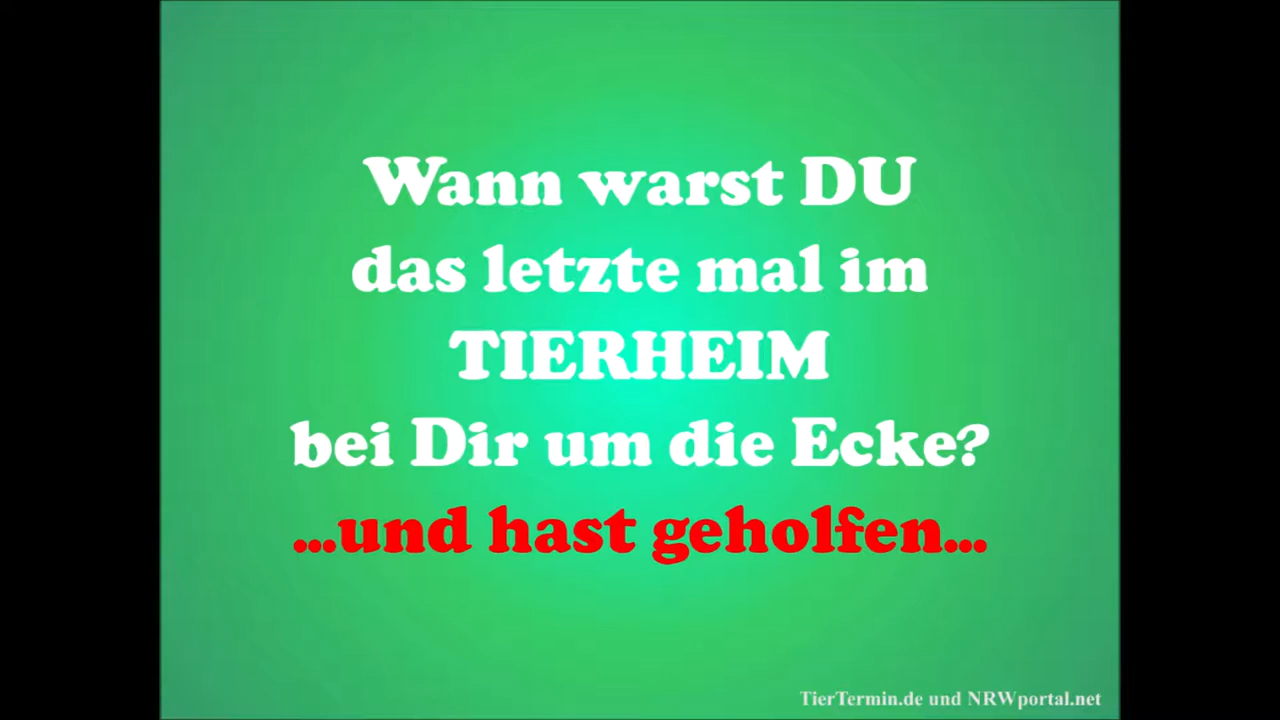 Wann warst DU
das letzte mal im
TIERHEIM
bei Dir um die Ecke?
...und hast geholfen...
TierTermin.de und NRWportal.net